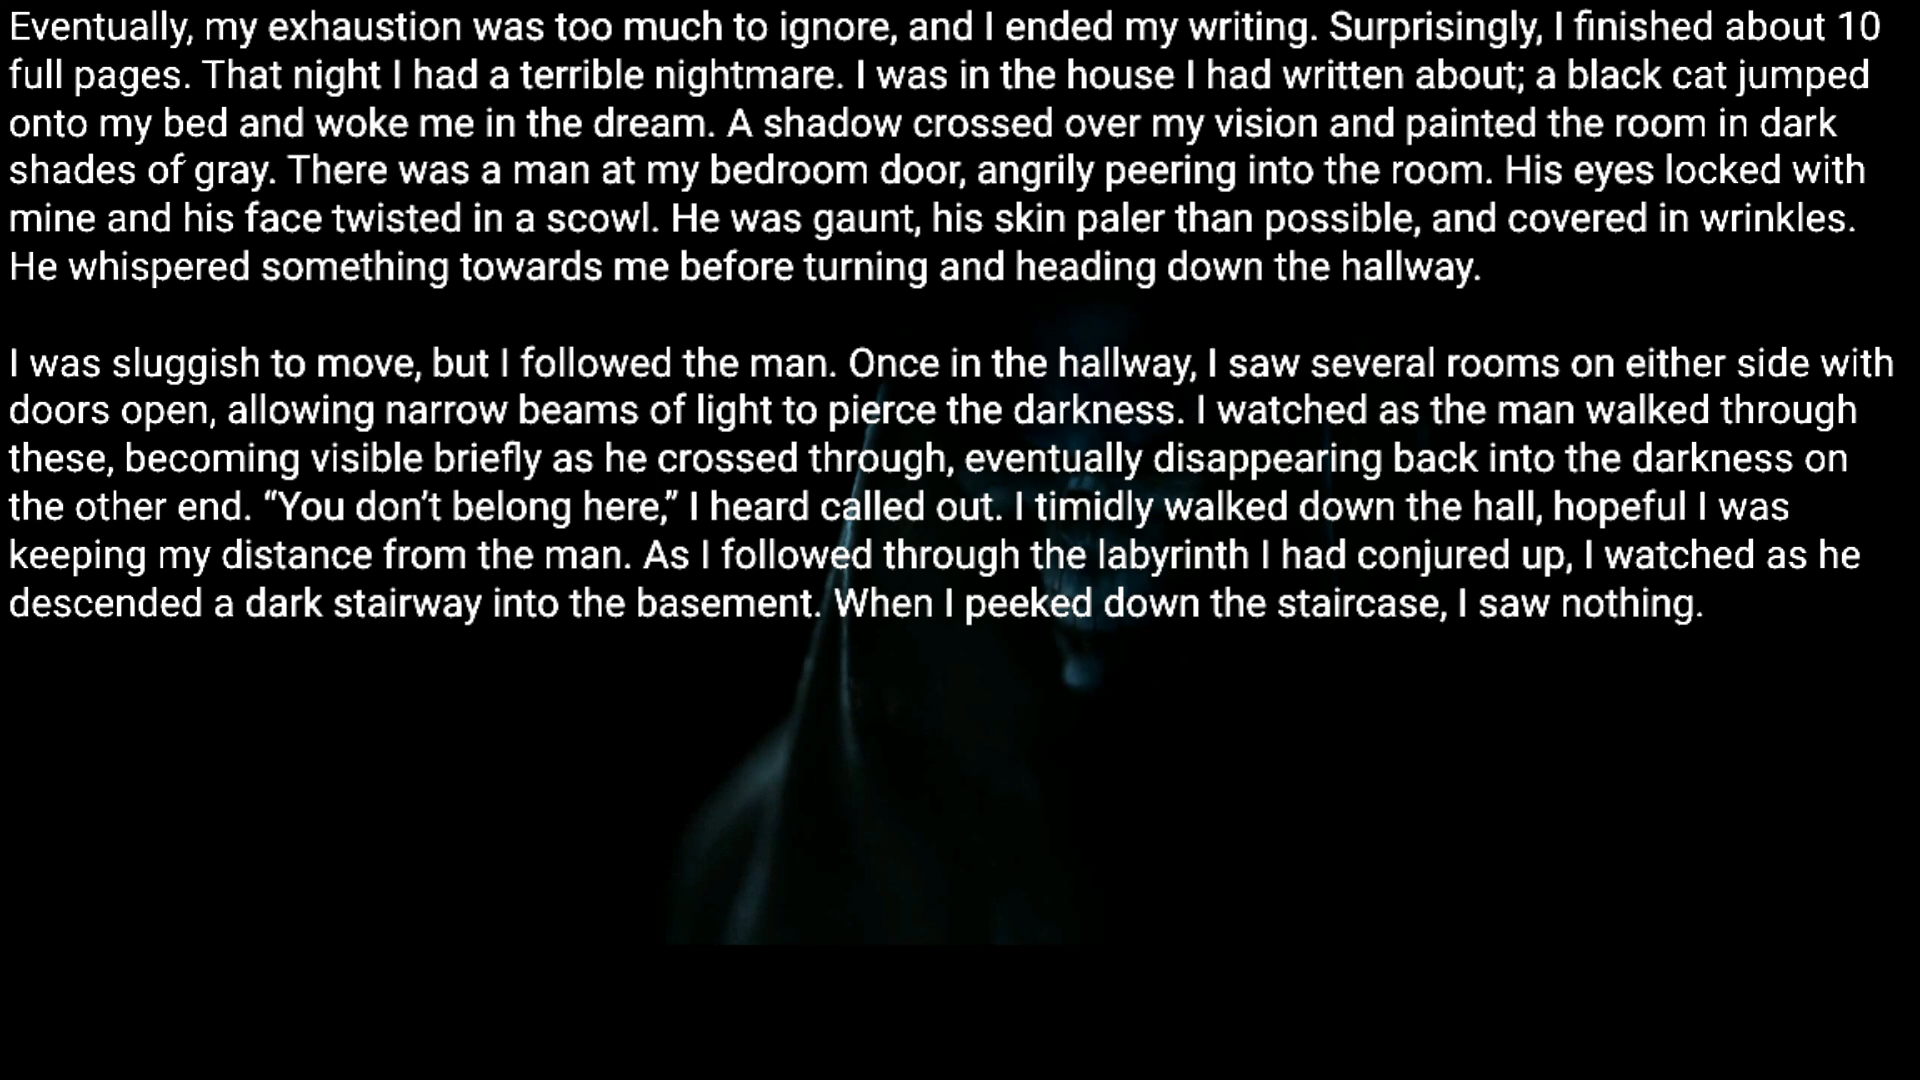 Eventually, my exhaustion was too much to ignore, and I ended my writing. Surprisingly, I finished about 10
full pages. That night I had a terrible nightmare. I was in the house I had written about; a black cat jumped
onto my bed and woke me in the dream. A shadow crossed over my vision and painted the room in dark
shades of gray. There was a man at my bedroom door, angrily peering into the room. His eyes locked with
mine and his face twisted in a scowl. He was gaunt, his skin paler than possible, and covered in wrinkles.
He whispered something towards me before turning and heading down the hallway.

I was sluggish to move, but I followed the man. Once in the hallway, I saw several rooms on either side with
doors open, allowing narrow beams of light to pierce the darkness. I watched as the man walked through
these, becoming visible briefly as he crossed through, eventually disappearing back into the darkness on
the other end. “You don’t belong here,” I heard called out. I timidly walked down the hall, hopeful I was
keeping my distance from the man. As I followed through the labyrinth I had conjured up, I watched as he
descended a dark stairway into the basement. When I peeked down the staircase, I saw nothing.